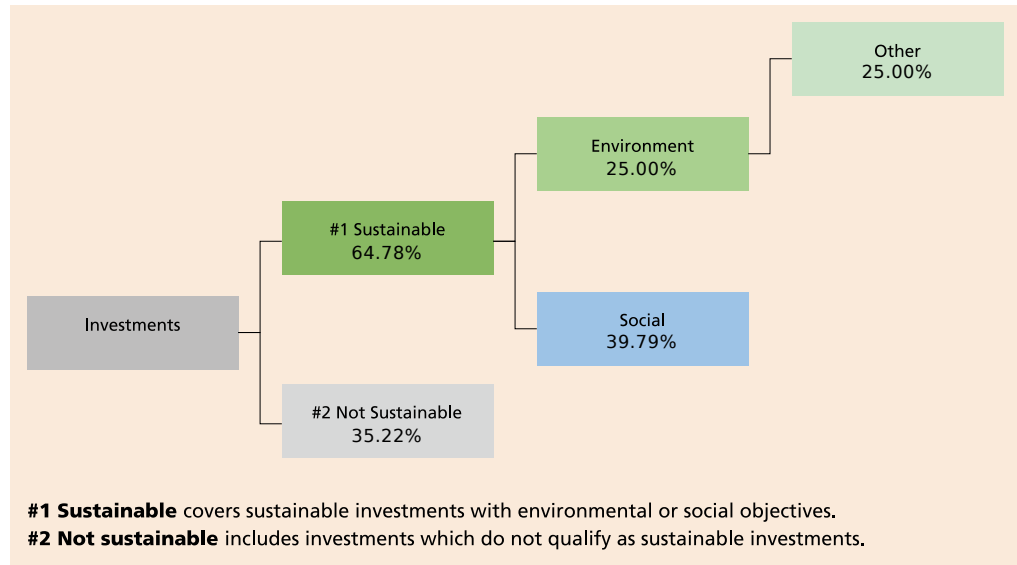 Other
25.00%
Environment
25.00%
#1 Sustainable
64.78%
Investments
Social
39.79%
#2 Not Sustainable
35.22%
#1 Sustainable covers sustainable investments with environmental or social objectives.
#2 Not sustainable includes investments which do not qualify as sustainable investments.